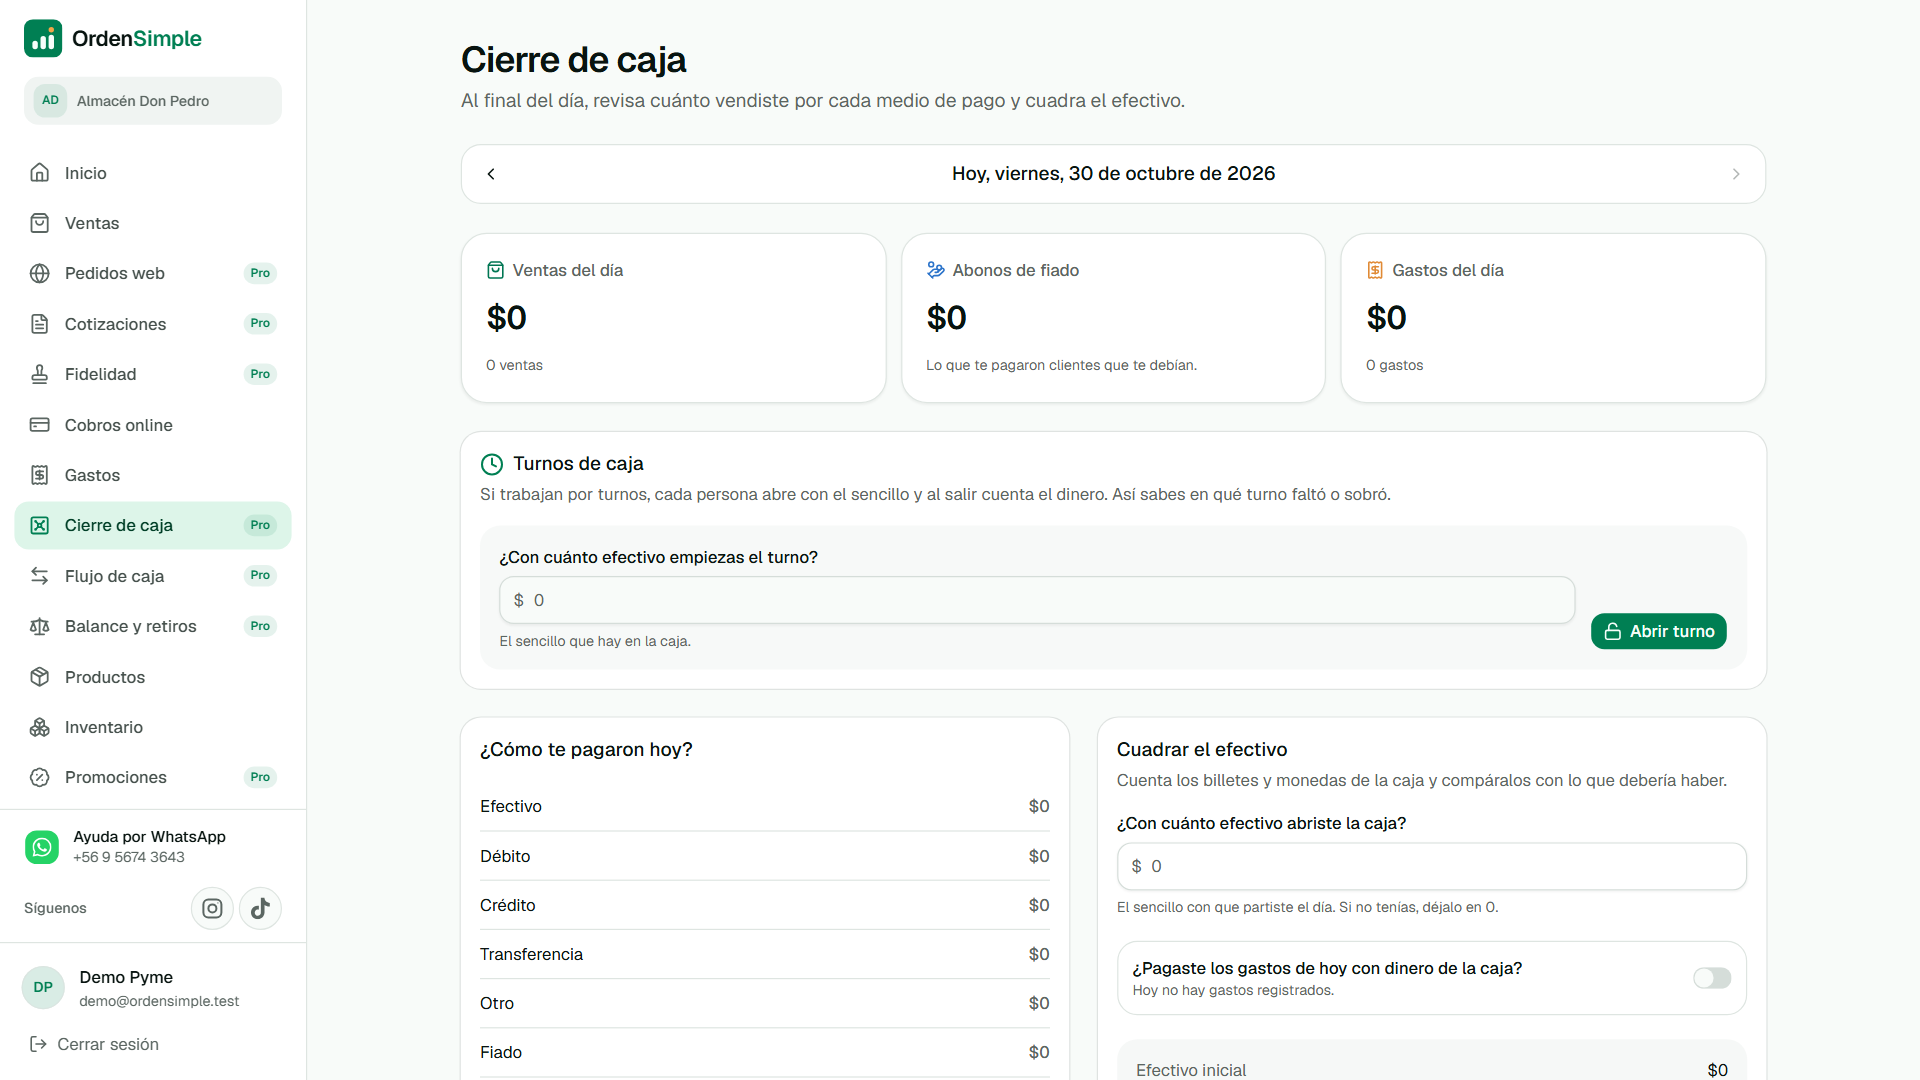 OrdenSimple
AD Almacén Don Pedro
Inicio
Ventas
Pedidos web Pro
Cotizaciones Pro
Fidelidad Pro
Cobros online
Gastos
Cierre de caja Pro
Flujo de caja Pro
Balance y retiros Pro
Productos
Inventario
Promociones Pro
Ayuda por WhatsApp
+56 9 5674 3643
Síguenos
DP Demo Pyme
demo@ordensimple.test
Cerrar sesión
Cierre de caja
Al final del día, revisa cuánto vendiste por cada medio de pago y cuadra el efectivo.
Hoy, viernes, 30 de octubre de 2026
Ventas del día
$0
0 ventas
Abonos de fiado
$0
Lo que te pagaron clientes que te debían.
Gastos del día
$0
0 gastos
Turnos de caja
Si trabajan por turnos, cada persona abre con el sencillo y al salir cuenta el dinero. Así sabes en qué turno faltó o sobró.
¿Con cuánto efectivo empiezas el turno?
$ 0
El sencillo que hay en la caja.
Abrir turno
¿Cómo te pagaron hoy?
Efectivo $0
Débito $0
Crédito $0
Transferencia $0
Otro $0
Fiado $0
Cuadrar el efectivo
Cuenta los billetes y monedas de la caja y compáralos con lo que debería haber.
¿Con cuánto efectivo abriste la caja?
$ 0
El sencillo con que partiste el día. Si no tenías, déjalo en 0.
¿Pagaste los gastos de hoy con dinero de la caja?
Hoy no hay gastos registrados.
Efectivo inicial $0